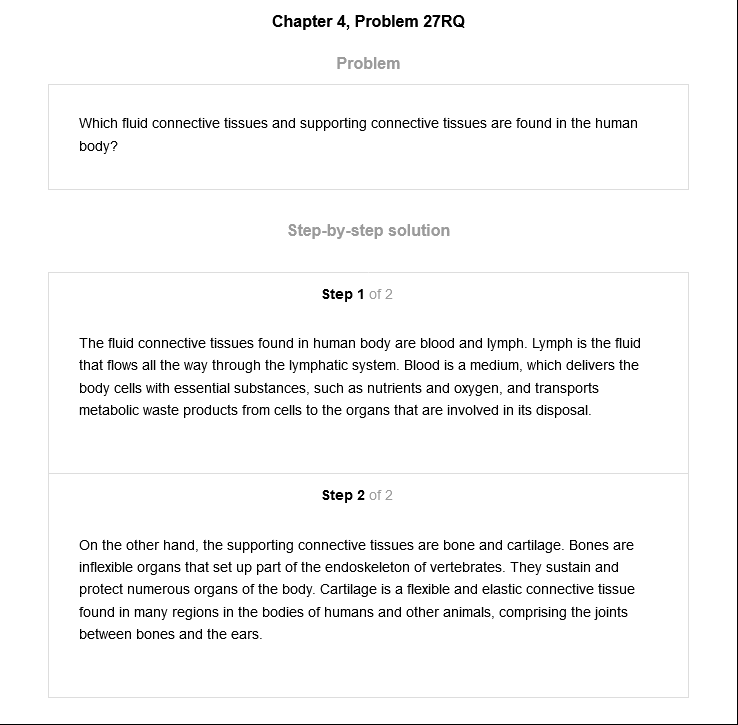 Chapter 4, Problem 27RQ
Problem
Which fluid connective tissues and supporting connective tissues are found in the human
body?
Step-by-step solution
Step 1 of 2
The fluid connective tissues found in human body are blood and lymph. Lymph is the fluid
that flows all the way through the lymphatic system. Blood is a medium, which delivers the
body cells with essential substances, such as nutrients and oxygen, and transports
metabolic waste products from cells to the organs that are involved in its disposal.
Step 2 of 2
On the other hand, the supporting connective tissues are bone and cartilage. Bones are
inflexible organs that set up part of the endoskeleton of vertebrates. They sustain and
protect numerous organs of the body. Cartilage is a flexible and elastic connective tissue
found in many regions in the bodies of humans and other animals, comprising the joints
between bones and the ears.